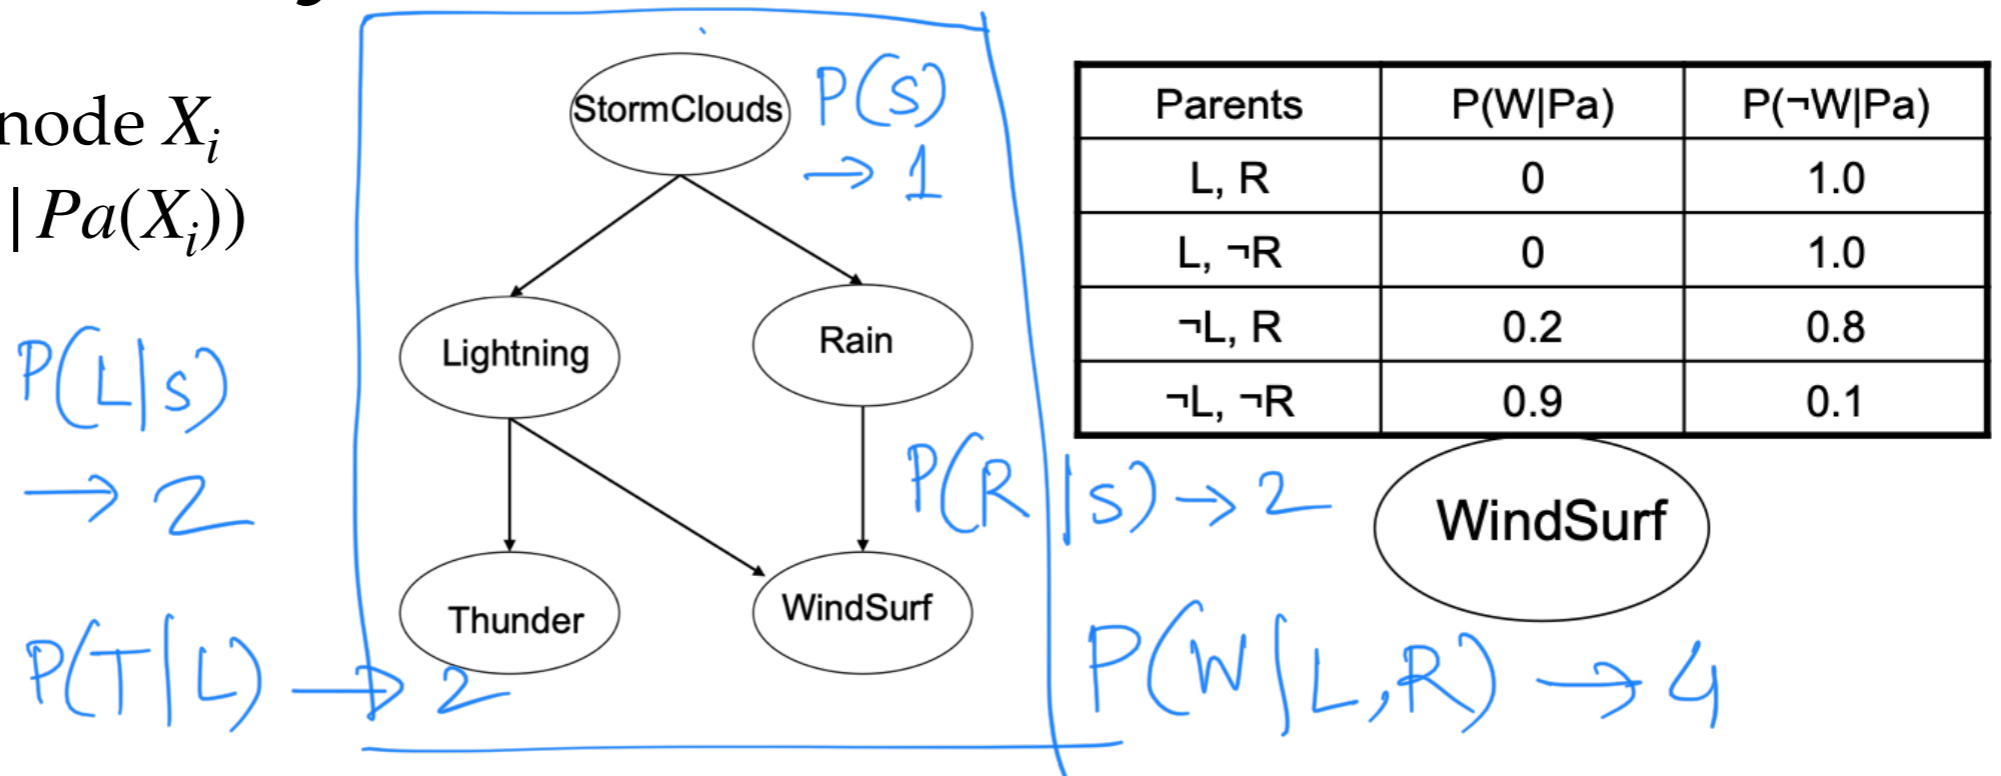 node Xᵢ
| Pa(Xᵢ))
P(L|S)
→ 2
P(T|L) → 2
StormClouds
P(S)
→ 1
Lightning
Rain
P(R|S) → 2
Thunder
WindSurf
Parents P(W|Pa) P(¬W|Pa)
L, R 0 1.0
L, ¬R 0 1.0
¬L, R 0.2 0.8
¬L, ¬R 0.9 0.1
WindSurf
P(W|L,R) → 4